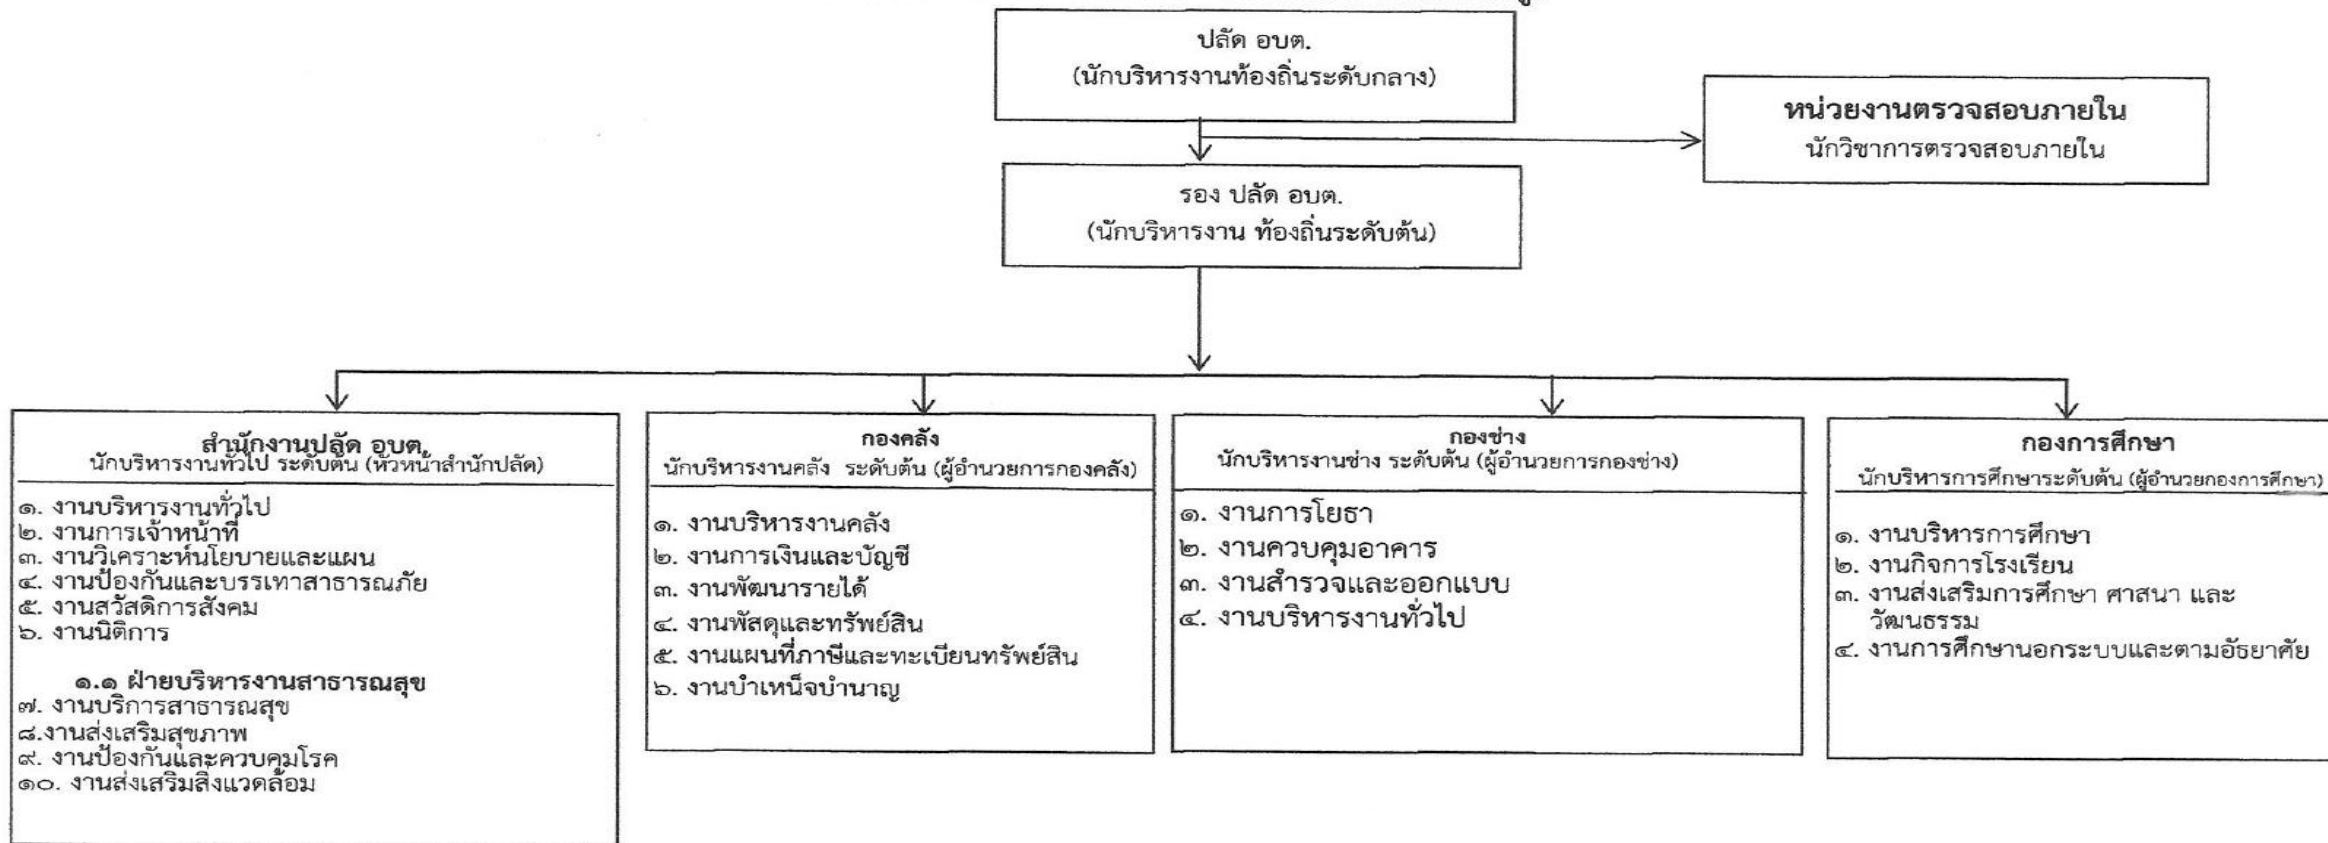 ปลัด อบต.
(นักบริหารงานท้องถิ่นระดับกลาง)
หน่วยงานตรวจสอบภายใน
นักวิชาการตรวจสอบภายใน
รอง ปลัด อบต.
(นักบริหารงาน ท้องถิ่นระดับต้น)
สำนักงานปลัด อบต.
นักบริหารงานทั่วไป ระดับต้น (หัวหน้าสำนักปลัด)
๑. งานบริหารงานทั่วไป
๒. งานการเจ้าหน้าที่
๓. งานวิเคราะห์นโยบายและแผน
๔. งานป้องกันและบรรเทาสาธารณภัย
๕. งานสวัสดิการสังคม
๖. งานนิติการ
๑.๑ ฝ่ายบริหารงานสาธารณสุข
๗. งานบริการสาธารณสุข
๘.งานส่งเสริมสุขภาพ
๙. งานป้องกันและควบคุมโรค
๑๐. งานส่งเสริมสิ่งแวดล้อม
กองคลัง
นักบริหารงานคลัง ระดับต้น (ผู้อำนวยการกองคลัง)
๑. งานบริหารงานคลัง
๒. งานการเงินและบัญชี
๓. งานพัฒนารายได้
๔. งานพัสดุและทรัพย์สิน
๕. งานแผนที่ภาษีและทะเบียนทรัพย์สิน
๖. งานบำเหน็จบำนาญ
กองช่าง
นักบริหารงานช่าง ระดับต้น (ผู้อำนวยการกองช่าง)
๑. งานการโยธา
๒. งานควบคุมอาคาร
๓. งานสำรวจและออกแบบ
๔. งานบริหารงานทั่วไป
กองการศึกษา
นักบริหารการศึกษาระดับต้น (ผู้อำนวยกองการศึกษา)
๑. งานบริหารการศึกษา
๒. งานกิจการโรงเรียน
๓. งานส่งเสริมการศึกษา ศาสนา และ
วัฒนธรรม
๔. งานการศึกษานอกระบบและตามอัธยาศัย